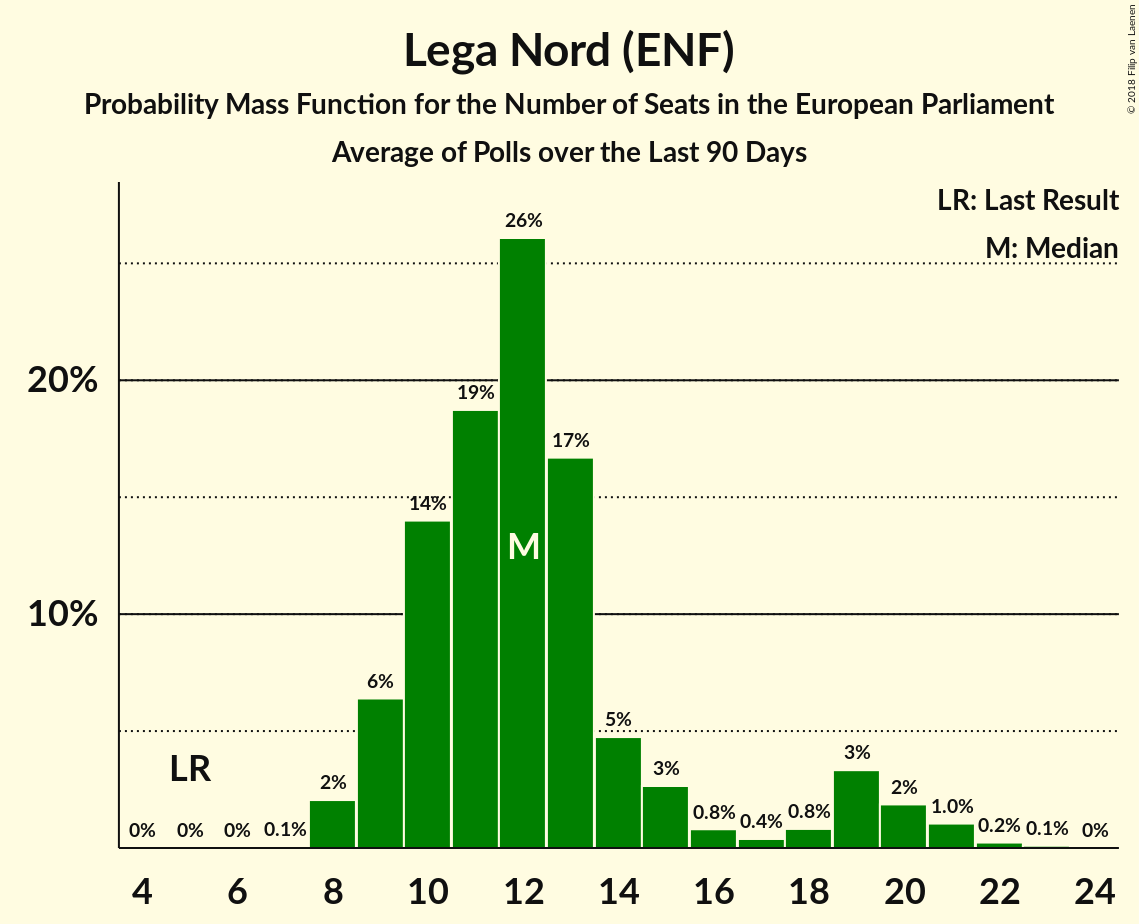 Lega Nord (ENF)
Probability Mass Function for the Number of Seats in the European Parliament
Average of Polls over the Last 90 Days
© 2018 Filip van Laenen
LR: Last Result
M: Median
20%
10%
0%
0%
0%
0.1%
2%
6%
14%
19%
26%
17%
5%
3%
0.8%
0.4%
0.8%
3%
2%
1.0%
0.2%
0.1%
0%
LR
M
4 6 8 10 12 14 16 18 20 22 24